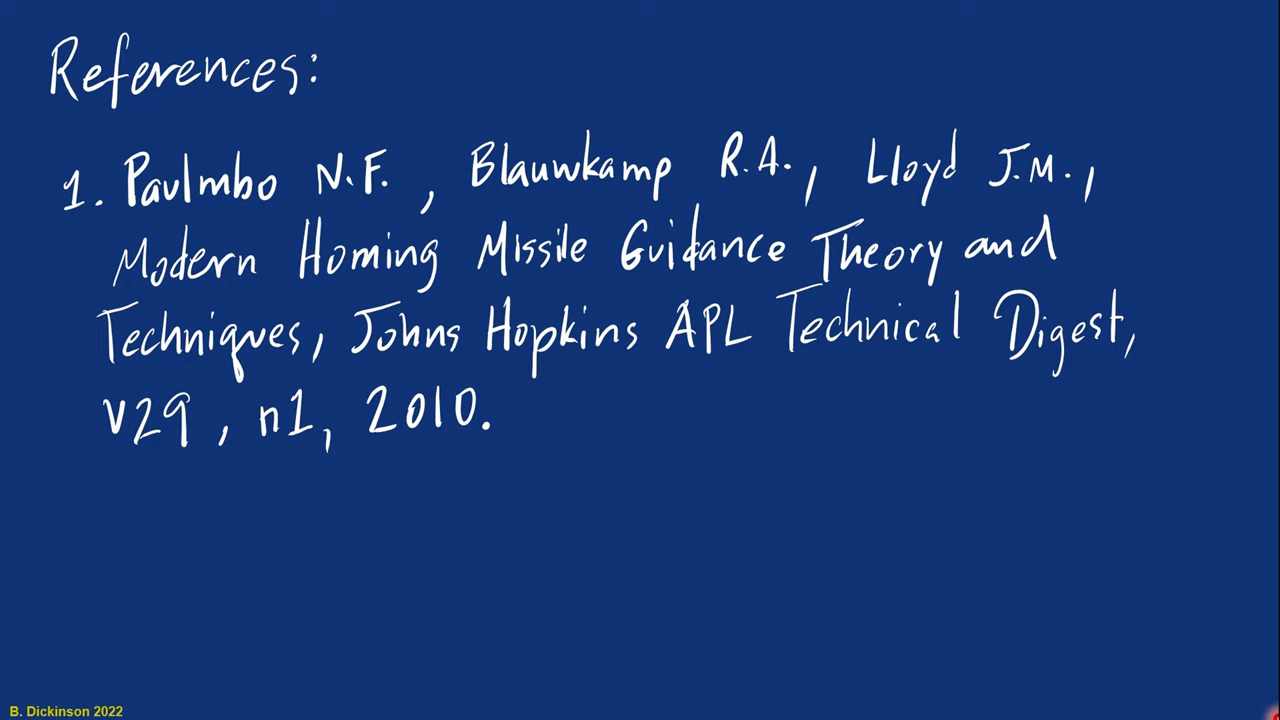 References:
1. Paulmbo N.F. , Blauwkamp R.A., Lloyd J.M.,
Modern Homing Missile Guidance Theory and
Techniques, Johns Hopkins APL Technical Digest,
v29, n1, 2010.
B. Dickinson 2022